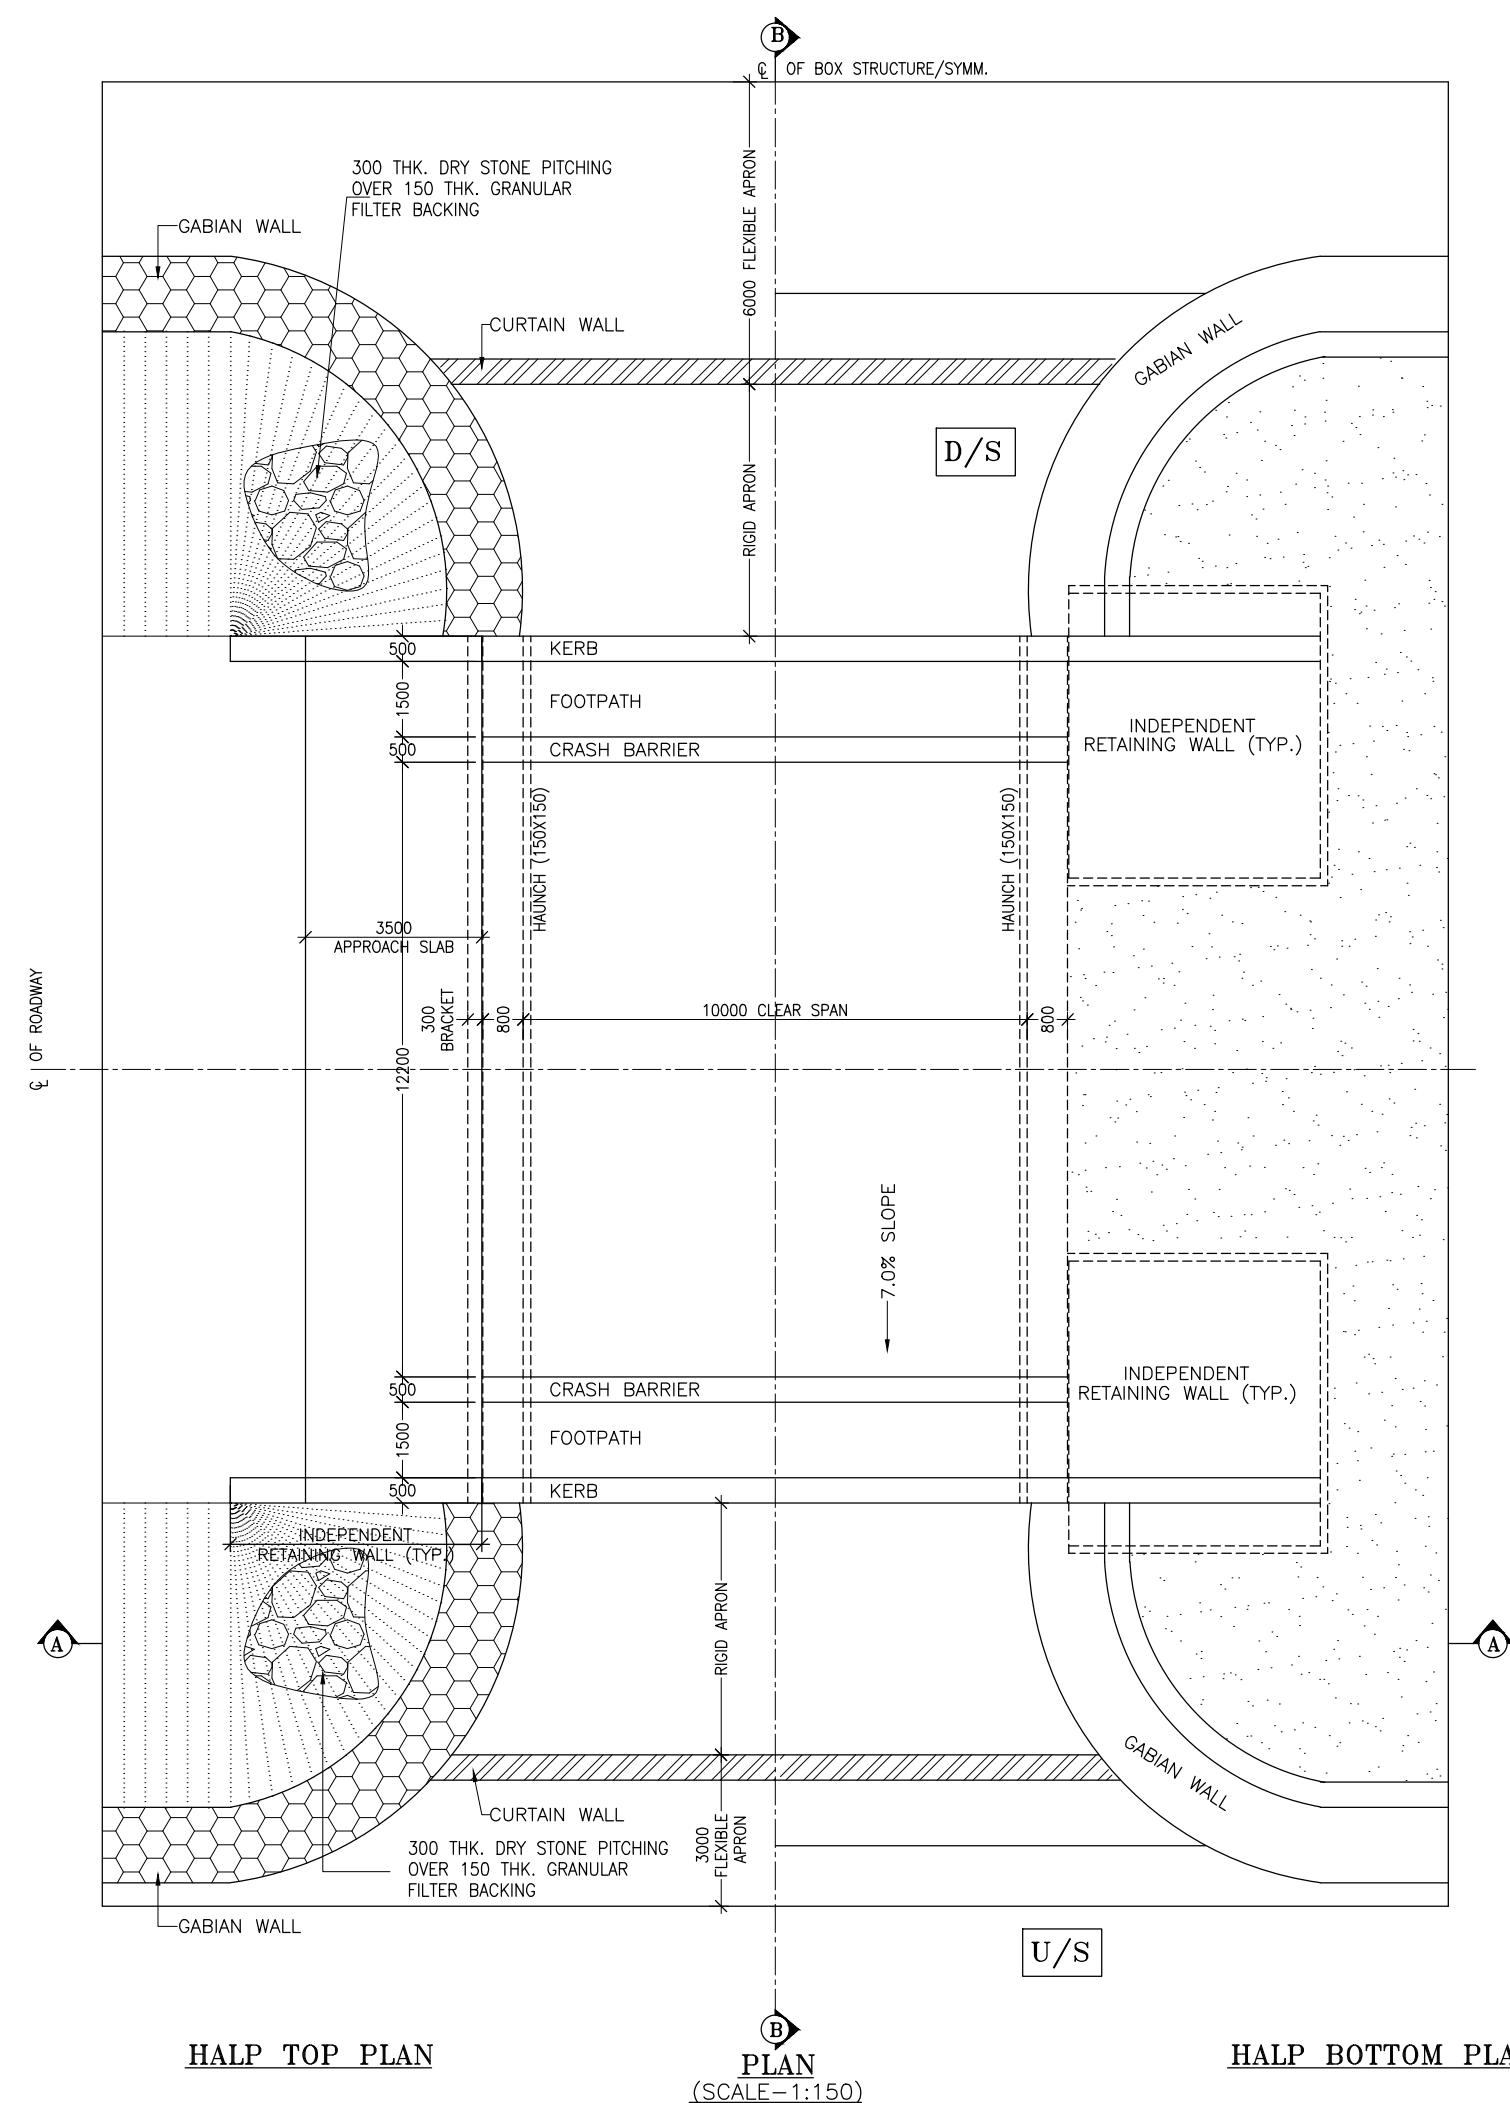 B
℄ OF BOX STRUCTURE/SYMM.
300 THK. DRY STONE PITCHING
OVER 150 THK. GRANULAR
FILTER BACKING
GABIAN WALL
6000 FLEXIBLE APRON
CURTAIN WALL
GABIAN WALL
D/S
RIGID APRON
500
KERB
1500
FOOTPATH
INDEPENDENT
RETAINING WALL (TYP.)
500
CRASH BARRIER
HAUNCH (150X150)
HAUNCH (150X150)
3500
APPROACH SLAB
℄ OF ROADWAY
300
BRACKET
800
10000 CLEAR SPAN
800
12200
7.0% SLOPE
INDEPENDENT
RETAINING WALL (TYP.)
500
CRASH BARRIER
1500
FOOTPATH
500
KERB
INDEPENDENT
RETAINING WALL (TYP.)
RIGID APRON
A
A
GABIAN WALL
CURTAIN WALL
3000
FLEXIBLE
APRON
300 THK. DRY STONE PITCHING
OVER 150 THK. GRANULAR
FILTER BACKING
GABIAN WALL
U/S
B
HALP TOP PLAN
PLAN
(SCALE-1:150)
HALP BOTTOM PLA